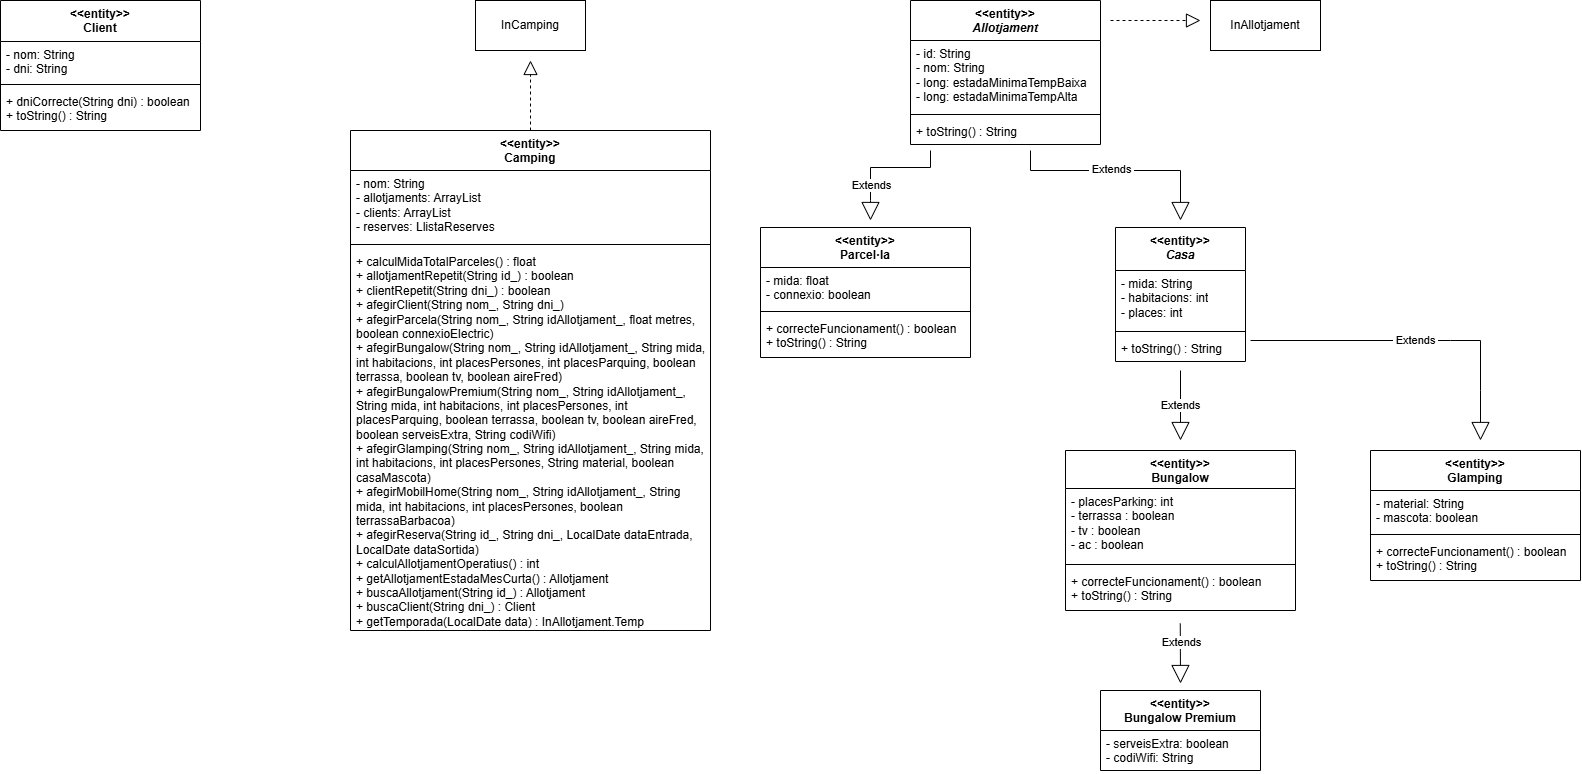 <<entity>>
Client
- nom: String
- dni: String
+ dniCorrecte(String dni) : boolean
+ toString() : String
InCamping
<<entity>>
Camping
- nom: String
- allotjaments: ArrayList
- clients: ArrayList
- reserves: LlistaReserves
+ calculMidaTotalParceles() : float
+ allotjamentRepetit(String id_) : boolean
+ clientRepetit(String dni_) : boolean
+ afegirClient(String nom_, String dni_)
+ afegirParcela(String nom_, String idAllotjament_, float metres,
boolean connexioElectric)
+ afegirBungalow(String nom_, String idAllotjament_, String mida,
int habitacions, int placesPersones, int placesParquing, boolean
terrassa, boolean tv, boolean aireFred)
+ afegirBungalowPremium(String nom_, String idAllotjament_,
String mida, int habitacions, int placesPersones, int
placesParquing, boolean terrassa, boolean tv, boolean aireFred,
boolean serveisExtra, String codiWifi)
+ afegirGlamping(String nom_, String idAllotjament_, String mida,
int habitacions, int placesPersones, String material, boolean
casaMascota)
+ afegirMobilHome(String nom_, String idAllotjament_, String
mida, int habitacions, int placesPersones, boolean
terrassaBarbacoa)
+ afegirReserva(String id_, String dni_, LocalDate dataEntrada,
LocalDate dataSortida)
+ calculAllotjamentOperatius() : int
+ getAllotjamentEstadaMesCurta() : Allotjament
+ buscaAllotjament(String id_) : Allotjament
+ buscaClient(String dni_) : Client
+ getTemporada(LocalDate data) : InAllotjament.Temp
<<entity>>
Allotjament
- id: String
- nom: String
- long: estadaMinimaTempBaixa
- long: estadaMinimaTempAlta
+ toString() : String
InAllotjament
Extends
Extends
<<entity>>
Parcel·la
- mida: float
- connexio: boolean
+ correcteFuncionament() : boolean
+ toString() : String
<<entity>>
Casa
- mida: String
- habitacions: int
- places: int
+ toString() : String
Extends
Extends
<<entity>>
Bungalow
- placesParking: int
- terrassa : boolean
- tv : boolean
- ac : boolean
+ correcteFuncionament() : boolean
+ toString() : String
<<entity>>
Glamping
- material: String
- mascota: boolean
+ correcteFuncionament() : boolean
+ toString() : String
Extends
<<entity>>
Bungalow Premium
- serveisExtra: boolean
- codiWifi: String